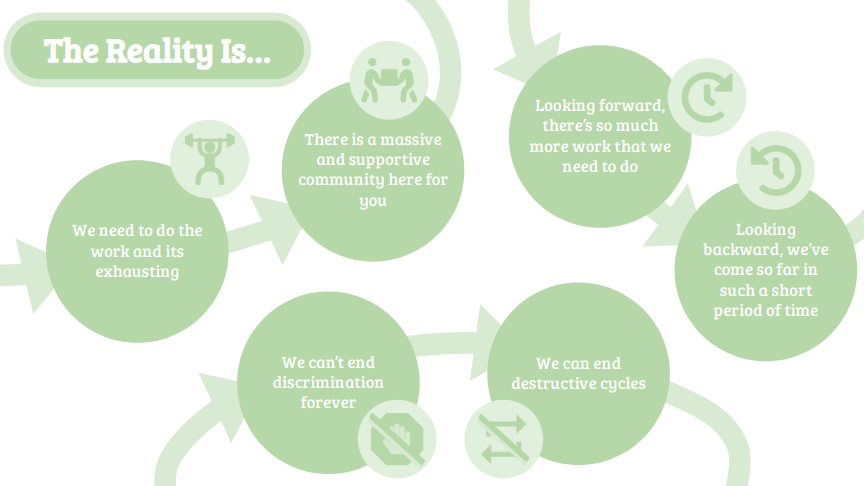 The Reality Is...
We need to do the
work and its
exhausting
There is a massive
and supportive
community here for
you
Looking forward,
there's so much
more work that we
need to do
Looking
backward, we've
come so far in
such a short
period of time
We can't end
discrimination
forever
We can end
destructive cycles